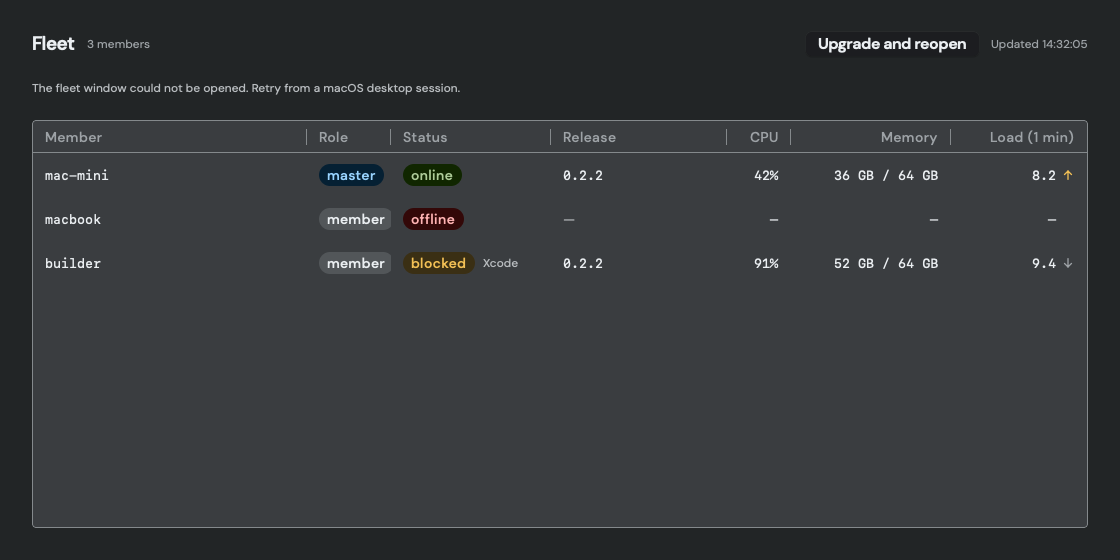 Fleet 3 members Upgrade and reopen Updated 14:32:05
The fleet window could not be opened. Retry from a macOS desktop session.
Member Role Status Release CPU Memory Load (1 min)
mac-mini master online 0.2.2 42% 36 GB / 64 GB 8.2 ↑
macbook member offline — — — —
builder member blocked Xcode 0.2.2 91% 52 GB / 64 GB 9.4 ↓